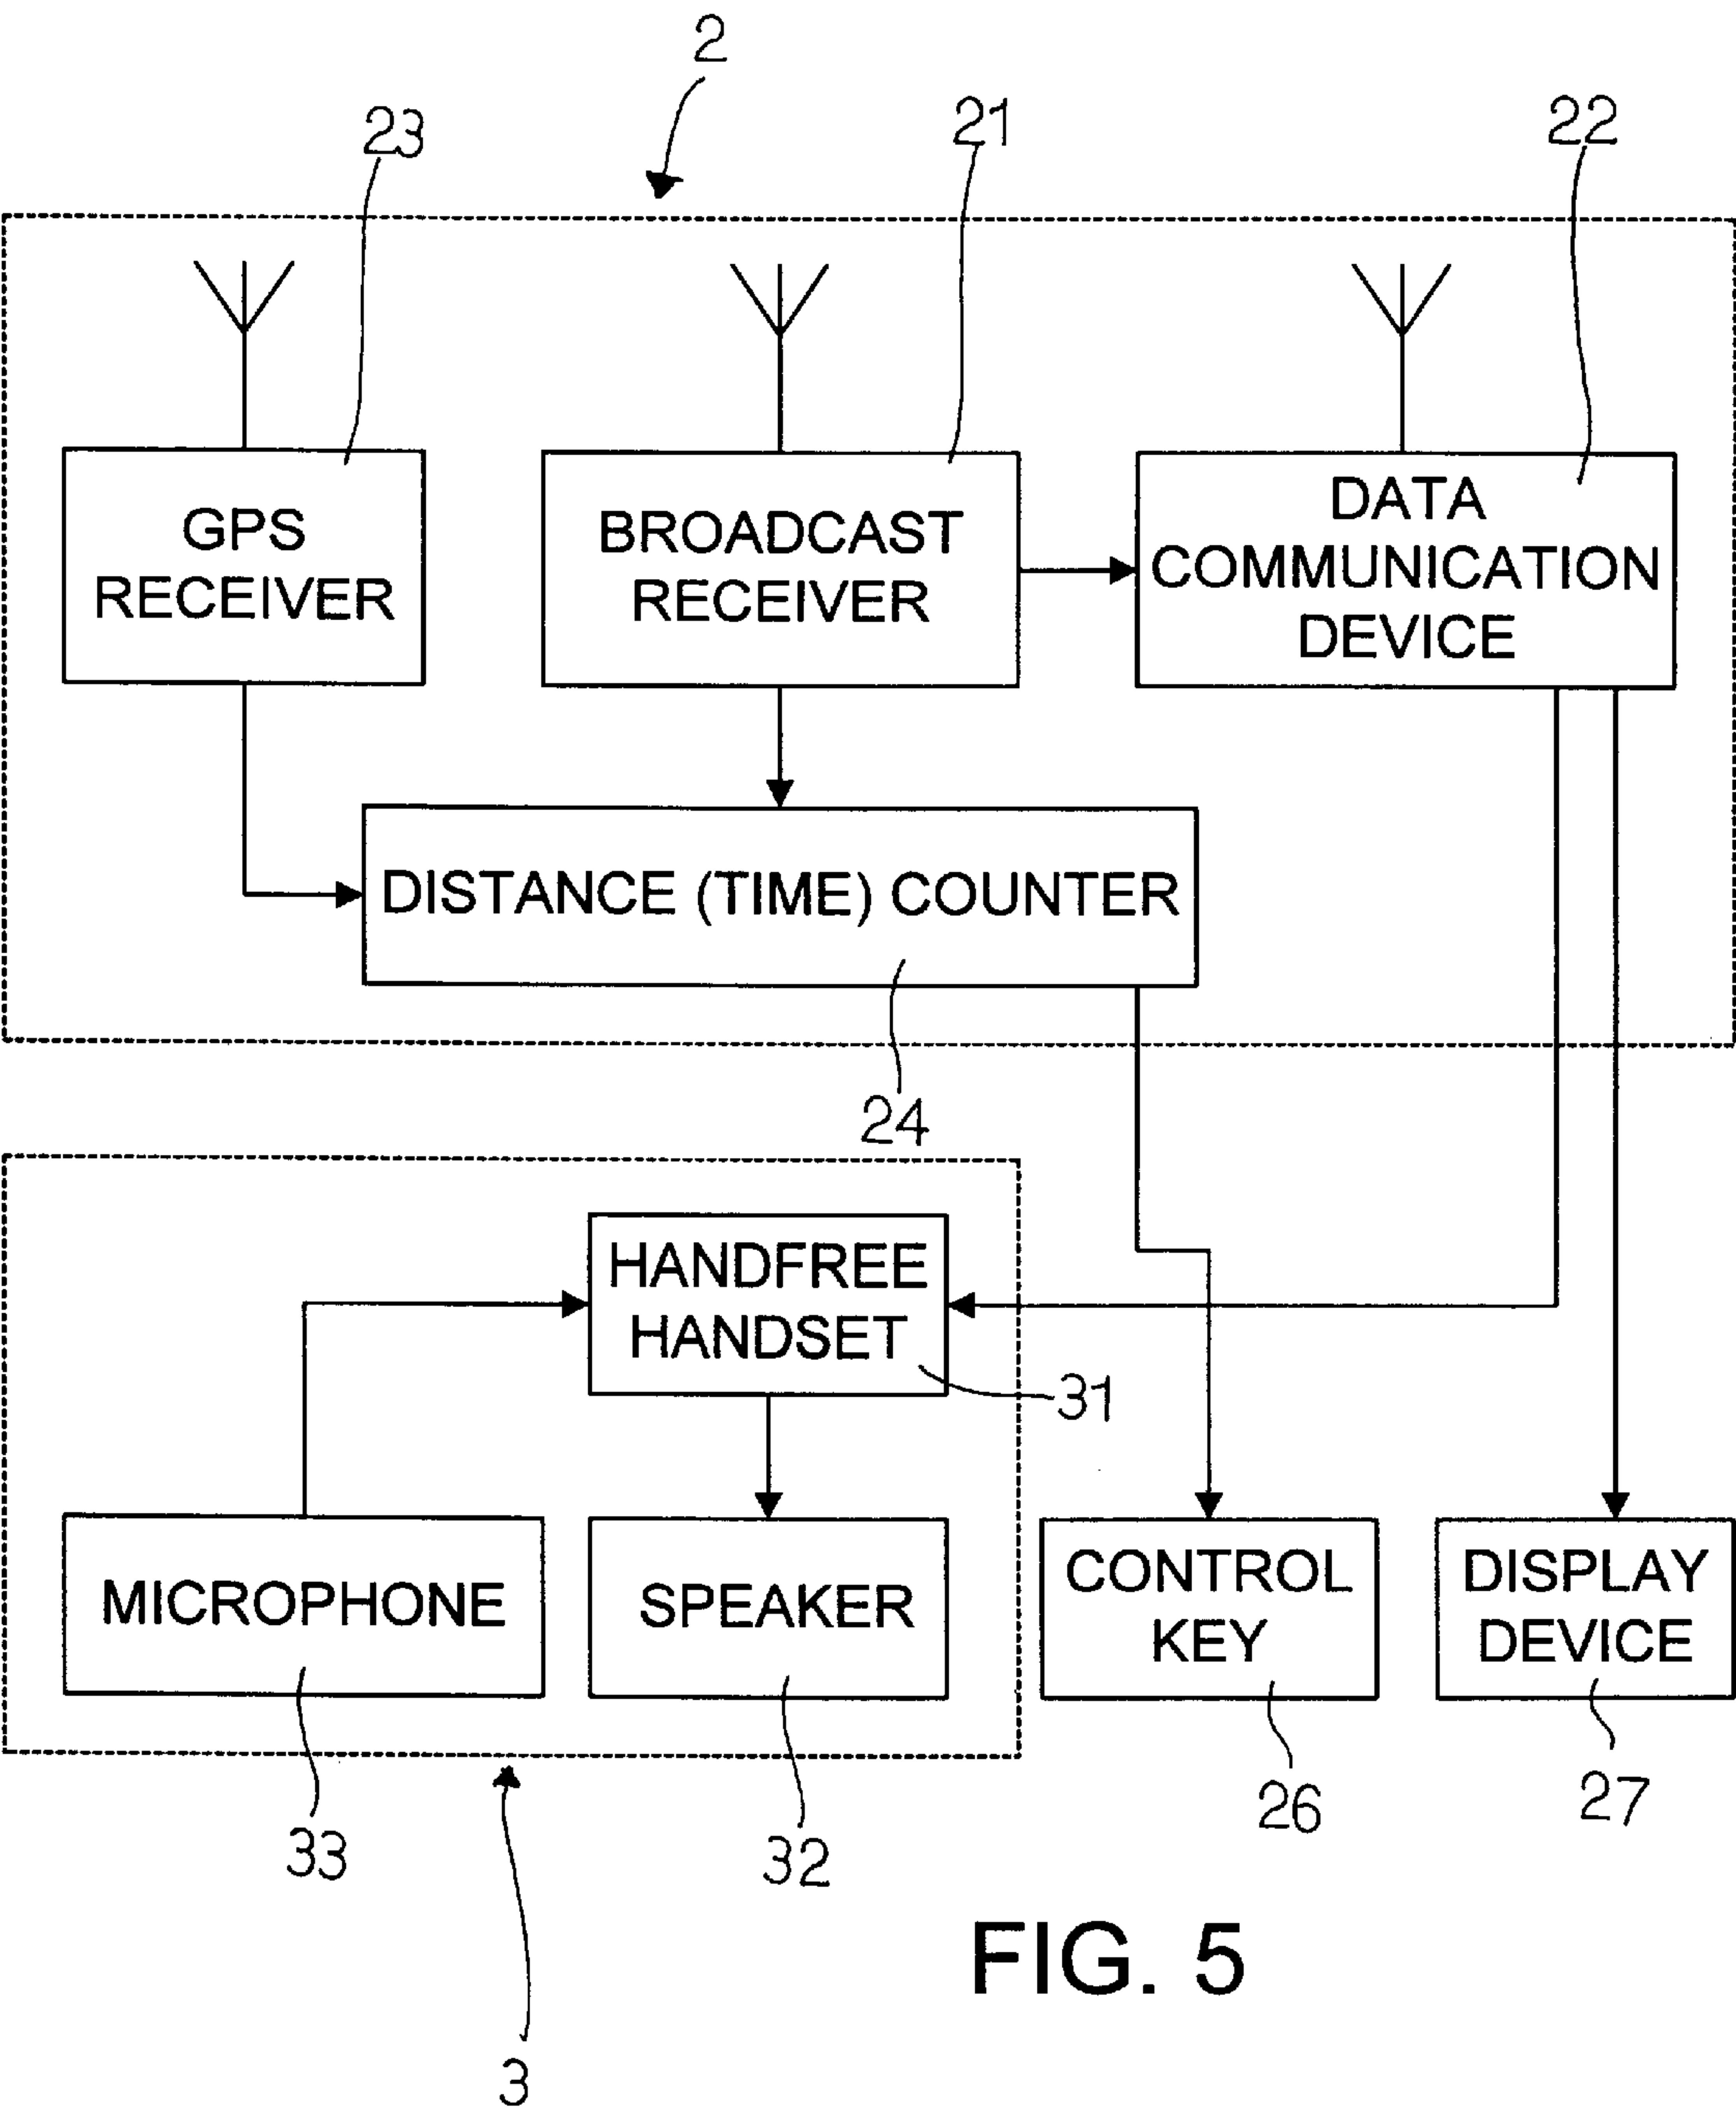 2
23
21
22
GPS
RECEIVER
BROADCAST
RECEIVER
DATA
COMMUNICATION
DEVICE
DISTANCE (TIME) COUNTER
24
HANDFREE
HANDSET
31
MICROPHONE
SPEAKER
CONTROL
KEY
DISPLAY
DEVICE
33
32
26
27
3
FIG. 5